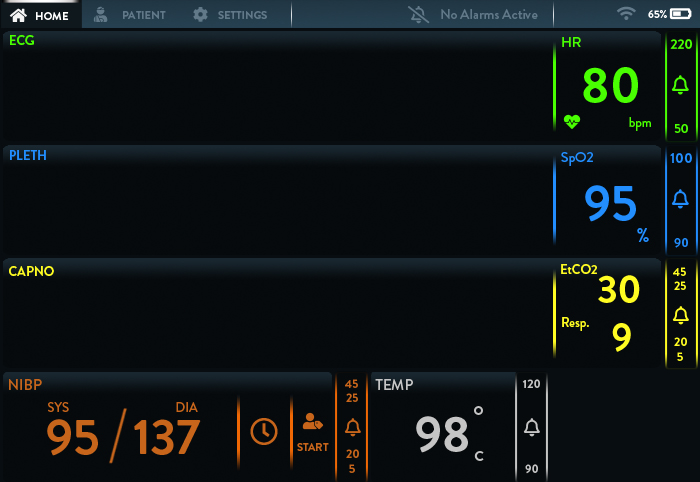 HOME PATIENT SETTINGS No Alarms Active 65%
ECG
HR
80
bpm
220
50
PLETH
SpO2
95
%
100
90
CAPNO
EtCO2
30
Resp.
9
45
25
20
5
NIBP
SYS
DIA
95 / 137
START
45
25
20
5
TEMP
98
o
C
120
90